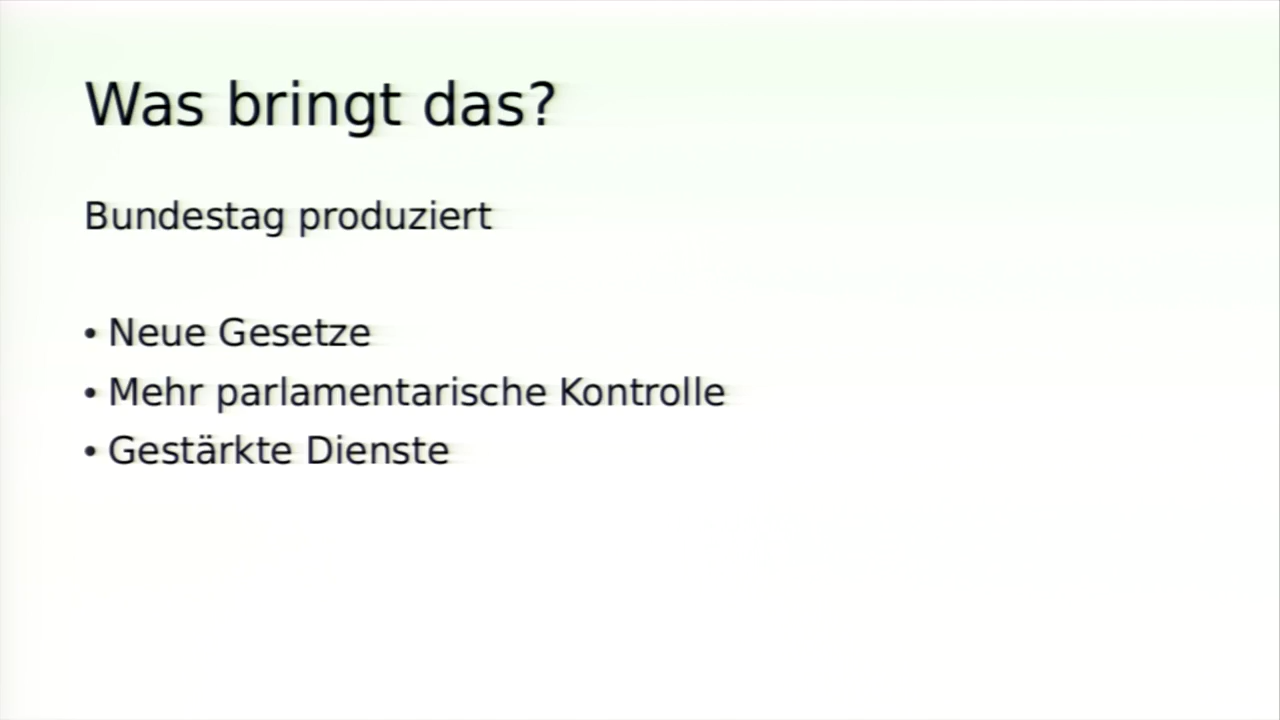 Was bringt das?
Bundestag produziert
• Neue Gesetze
• Mehr parlamentarische Kontrolle
• Gestärkte Dienste